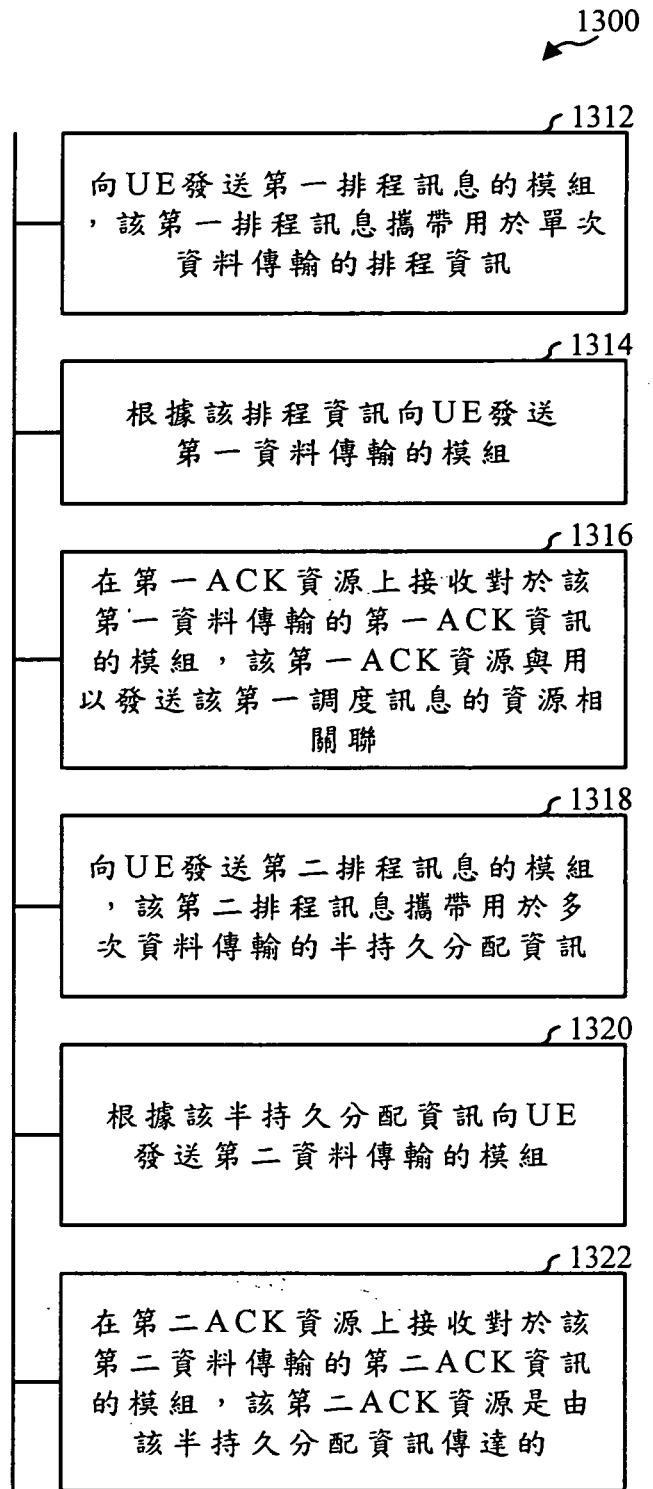 1300
1312
向UE發送第一排程訊息的模組
，該第一排程訊息攜帶用於單次
資料傳輸的排程資訊
1314
根據該排程資訊向UE發送
第一資料傳輸的模組
1316
在第一ACK資源上接收對於該
第一資料傳輸的第一ACK資訊
的模組，該第一ACK資源與用
以發送該第一調度訊息的資源相
關聯
1318
向UE發送第二排程訊息的模組
，該第二排程訊息攜帶用於多
次資料傳輸的半持久分配資訊
1320
根據該半持久分配資訊向UE
發送第二資料傳輸的模組
1322
在第二ACK資源上接收對於該
第二資料傳輸的第二ACK資訊
的模組，該第二ACK資源是由
該半持久分配資訊傳達的